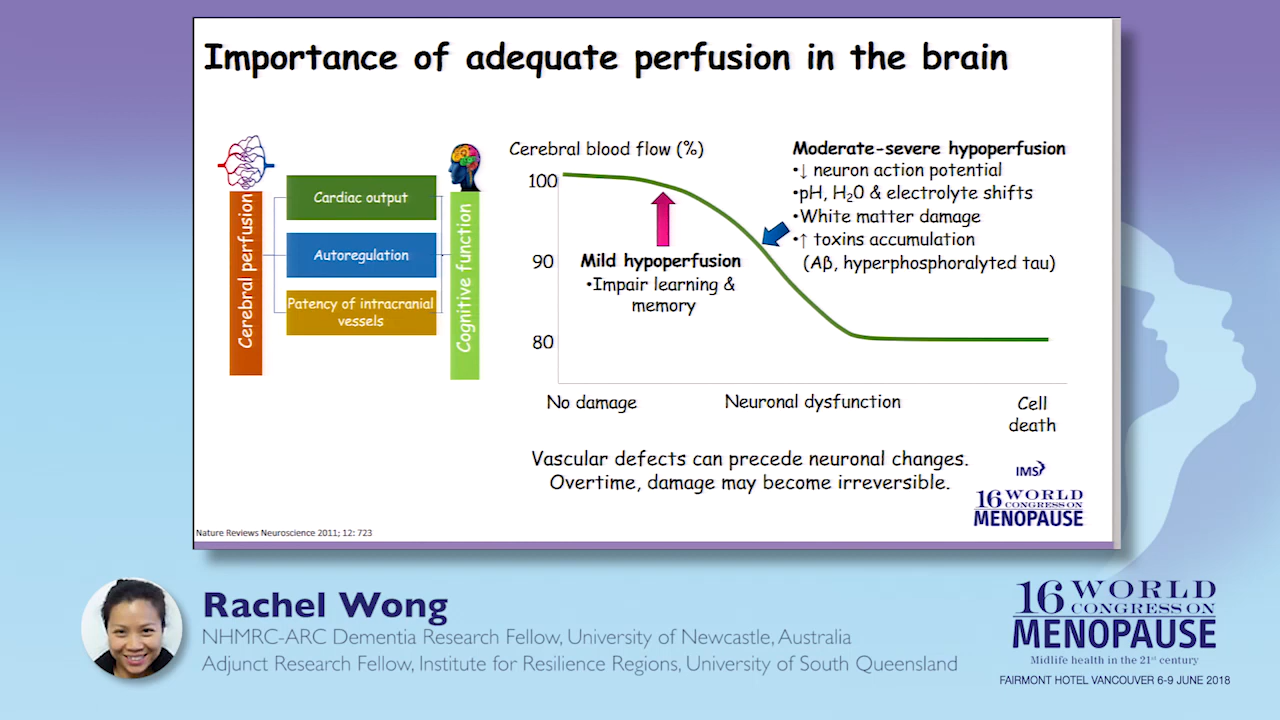 Importance of adequate perfusion in the brain
Cerebral perfusion
Cardiac output
Autoregulation
Patency of intracranial
vessels
Cognitive function
Cerebral blood flow (%)
100
90
80
Mild hypoperfusion
•Impair learning &
memory
Moderate-severe hypoperfusion
•↓ neuron action potential
•pH, H₂0 & electrolyte shifts
•White matter damage
•↑ toxins accumulation
(Aβ, hyperphosphoralyted tau)
No damage
Neuronal dysfunction
Cell
death
Vascular defects can precede neuronal changes.
Overtime, damage may become irreversible.
IMS
16 WORLD
CONGRESS ON
MENOPAUSE
Nature Reviews Neuroscience 2011; 12: 723
Rachel Wong
NHMRC-ARC Dementia Research Fellow, University of Newcastle, Australia
Adjunct Research Fellow, Institute for Resilience Regions, University of South Queensland
16 WORLD
CONGRESS ON
MENOPAUSE
Midlife health in the 21st century
FAIRMONT HOTEL VANCOUVER 6-9 JUNE 2018